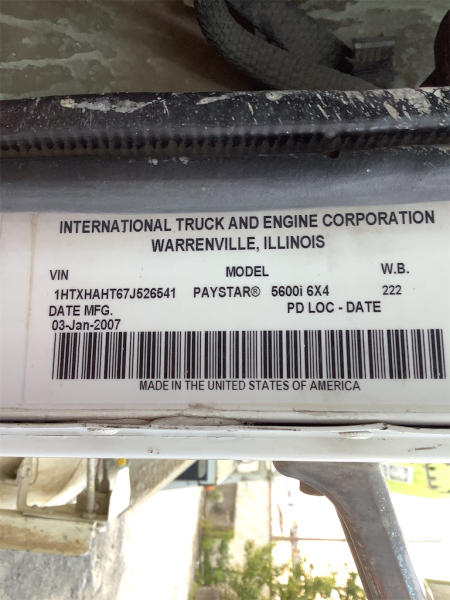 INTERNATIONAL TRUCK AND ENGINE CORPORATION
WARRENVILLE, ILLINOIS
VIN MODEL W.B.
1HTXHAHT67J526541 PAYSTAR® 5600i 6X4 222
DATE MFG. PD LOC - DATE
03-Jan-2007
MADE IN THE UNITED STATES OF AMERICA